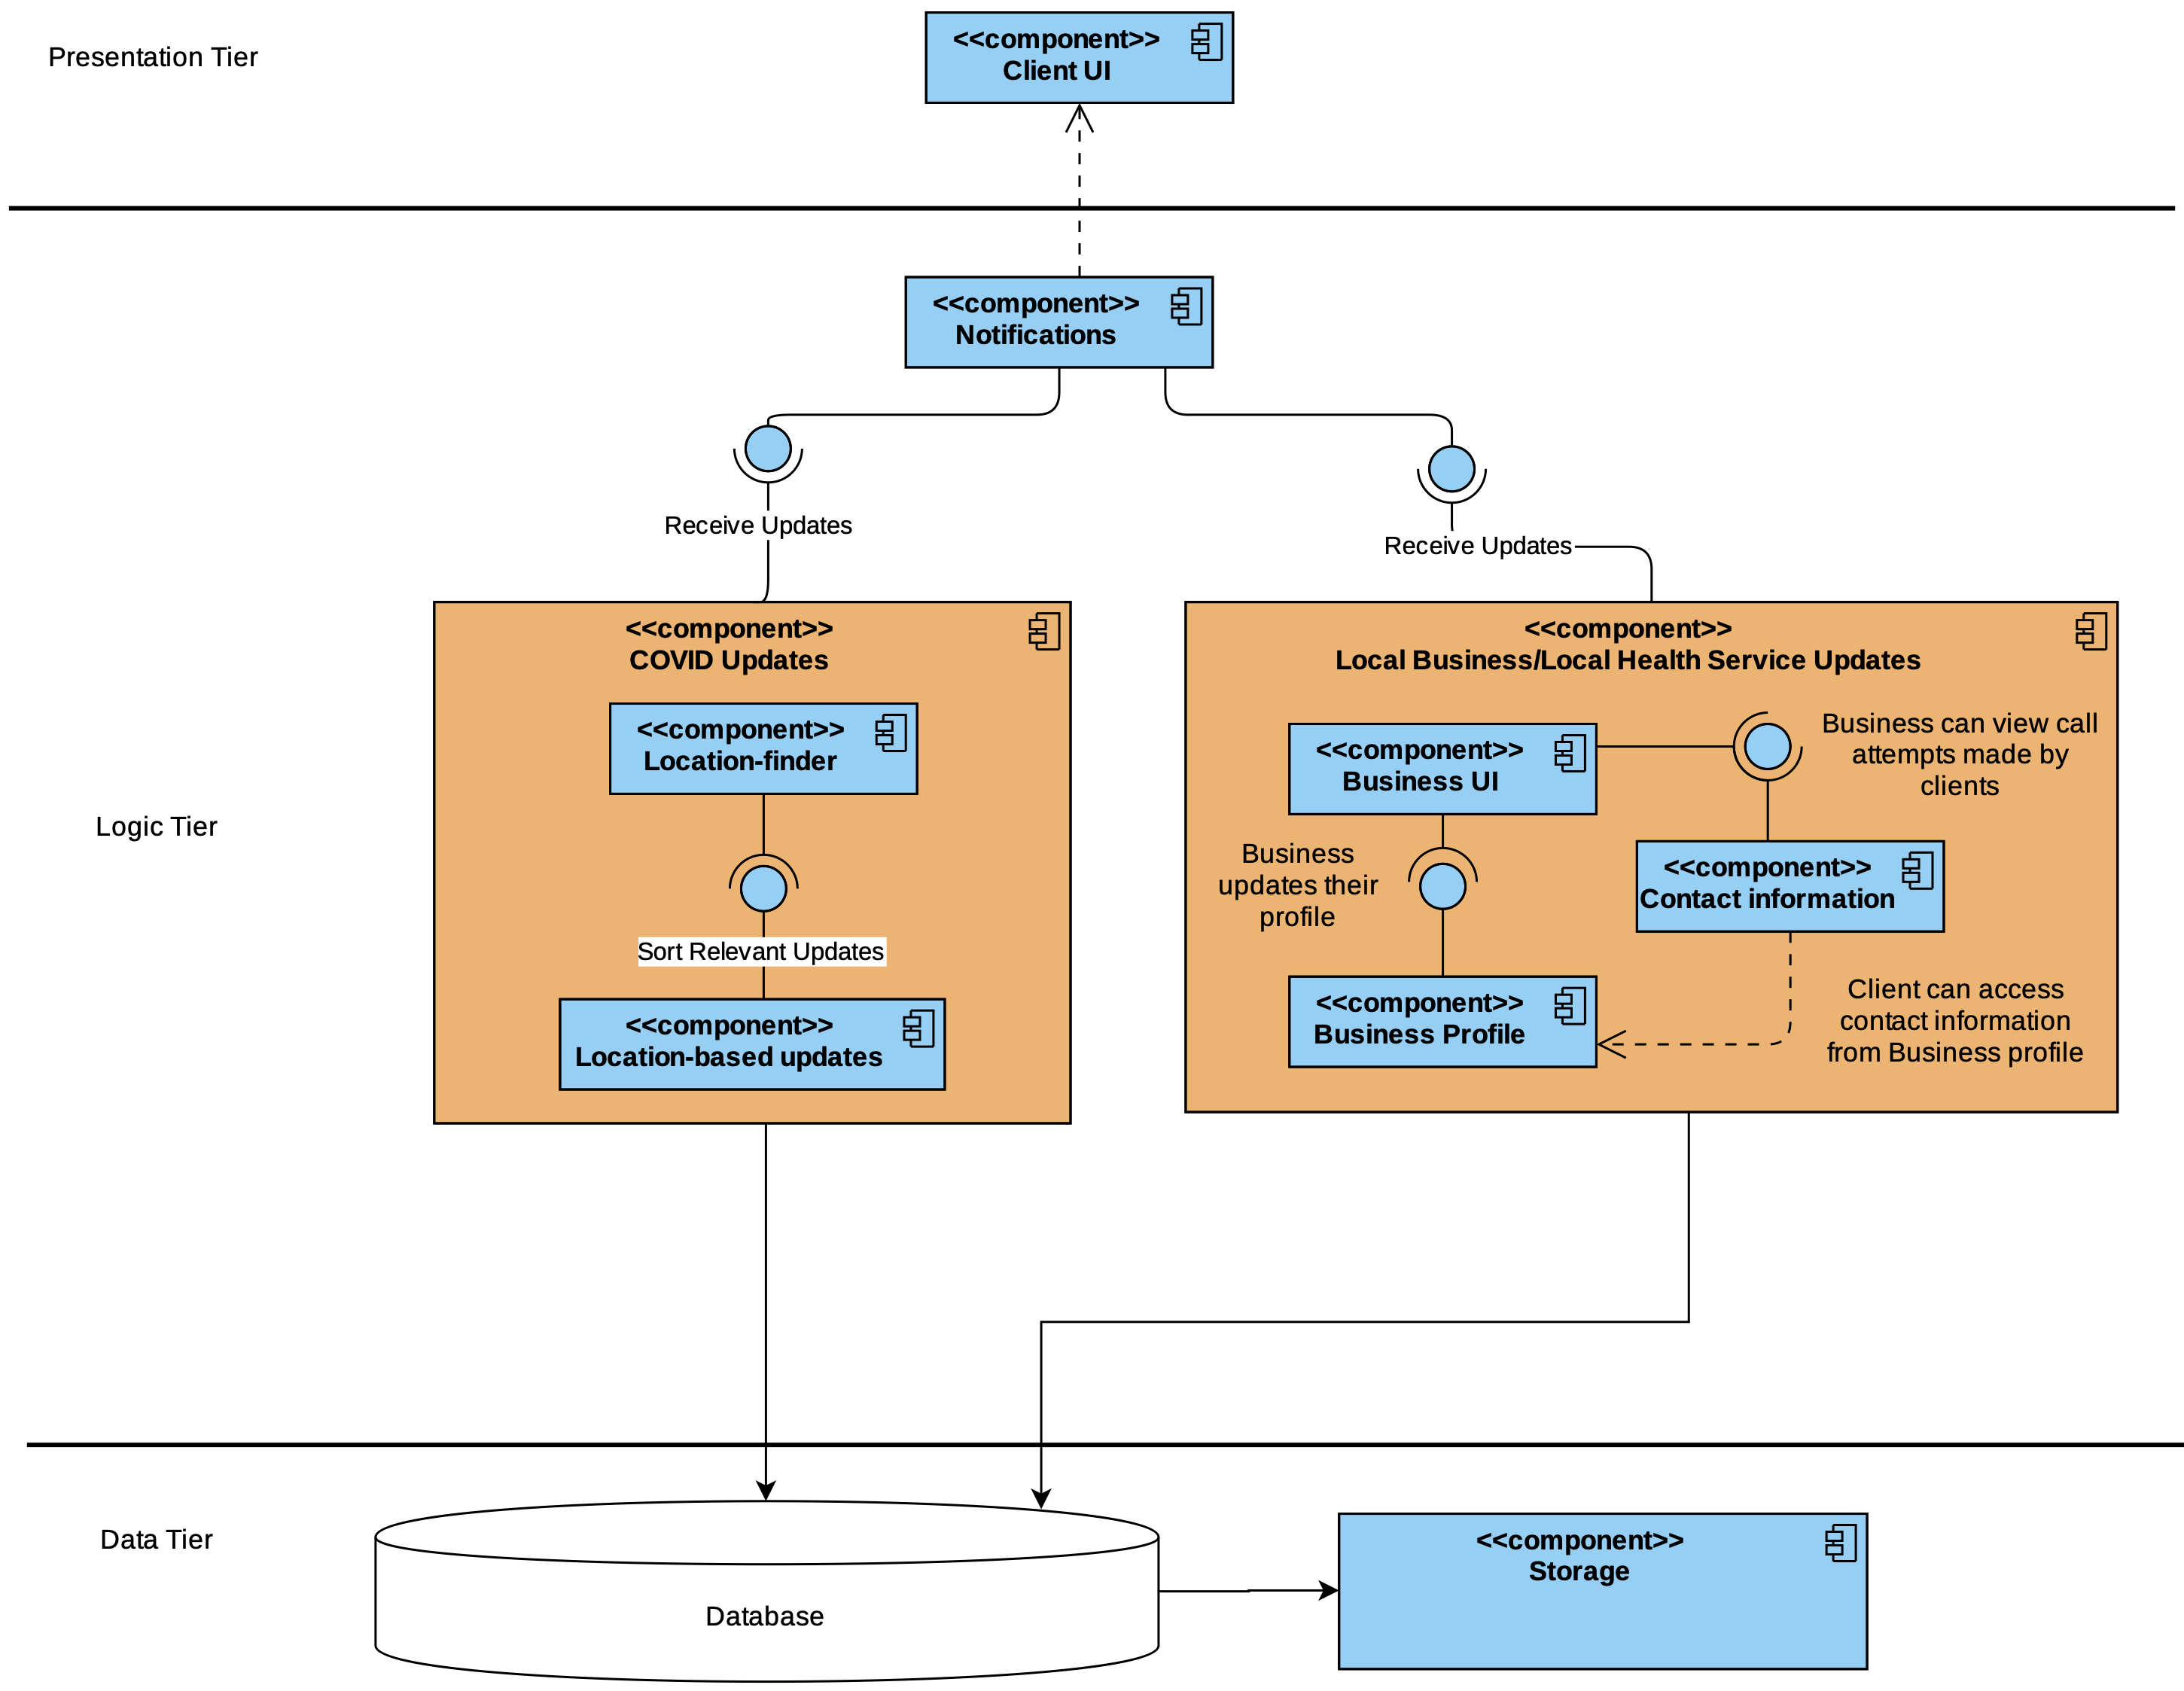 Presentation Tier
<<component>>
Client UI
<<component>>
Notifications
Receive Updates
Receive Updates
<<component>>
COVID Updates
<<component>>
Location-finder
Sort Relevant Updates
<<component>>
Location-based updates
<<component>>
Local Business/Local Health Service Updates
<<component>>
Business UI
Business can view call
attempts made by
clients
Business
updates their
profile
<<component>>
Contact information
<<component>>
Business Profile
Client can access
contact information
from Business profile
Logic Tier
Data Tier
Database
<<component>>
Storage